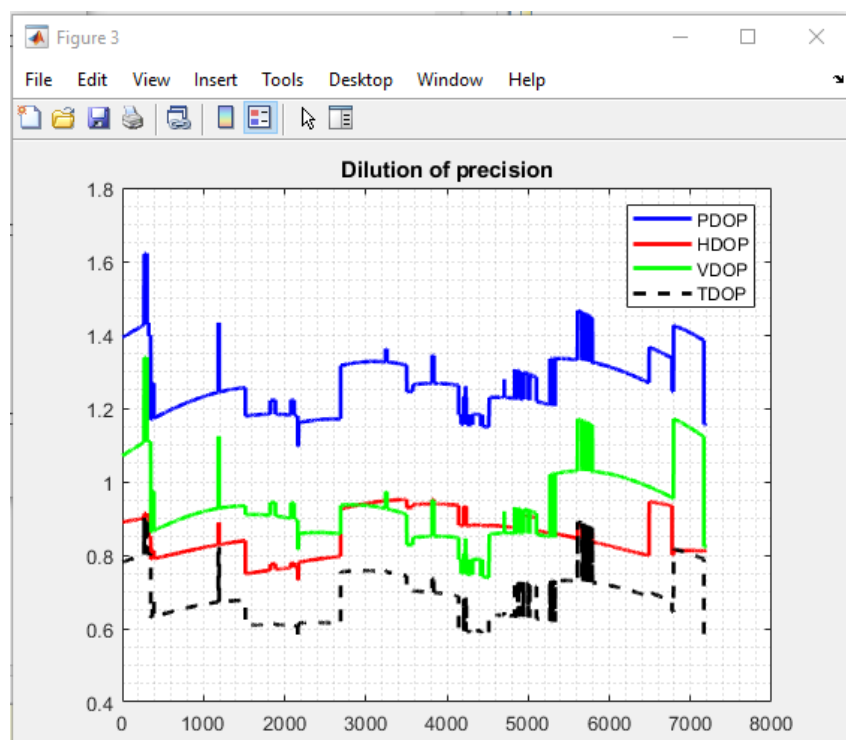 Figure 3
File Edit View Insert Tools Desktop Window Help
Dilution of precision
1.8
1.6
1.4
1.2
1
0.8
0.6
0.4
PDOP
HDOP
VDOP
TDOP
0 1000 2000 3000 4000 5000 6000 7000 8000